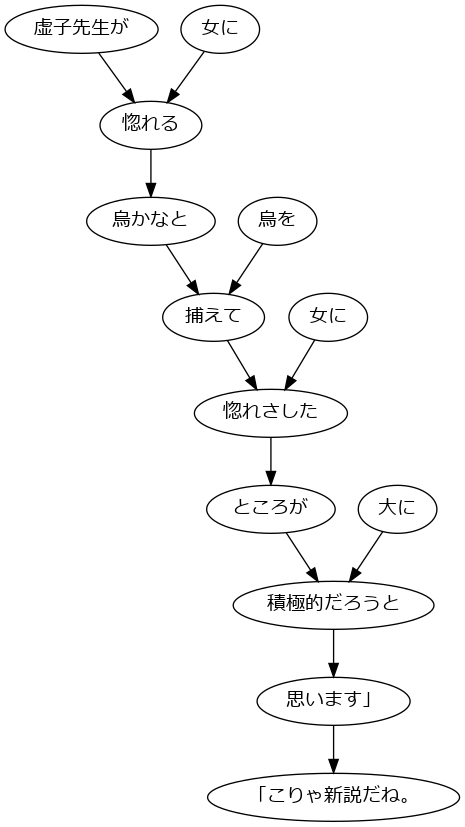 虚子先生が 女に
惚れる
烏かなと 烏を
捕えて 女に
惚れさした
ところが 大に
積極的だろうと
思います」
「こりゃ新説だね。